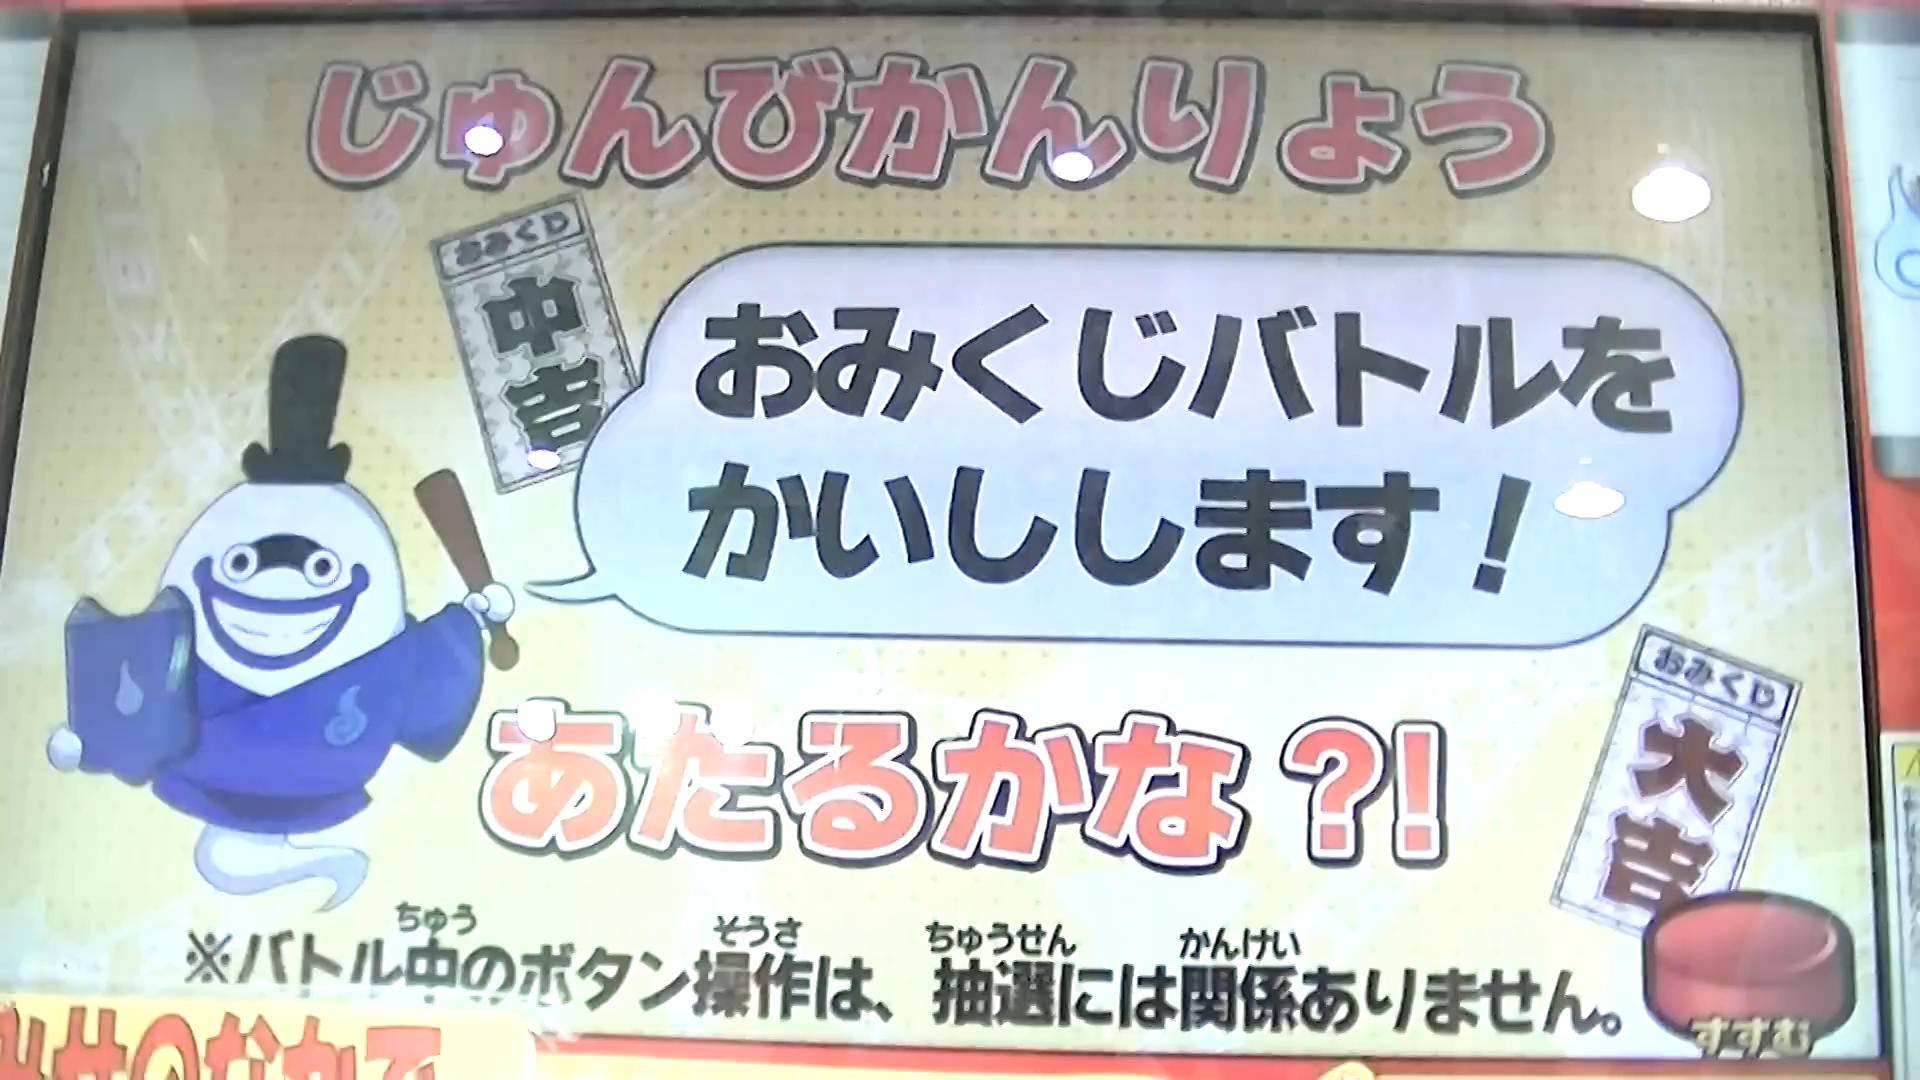 じゅんびかんりょう
おみくじ
中吉
おみくじバトルを
かいしします！
あたるかな?!
おみくじ
大吉
※バトル中のボタン操作は、抽選には関係ありません。
ちゅう
そうさ
ちゅうせん
かんけい
すすむ